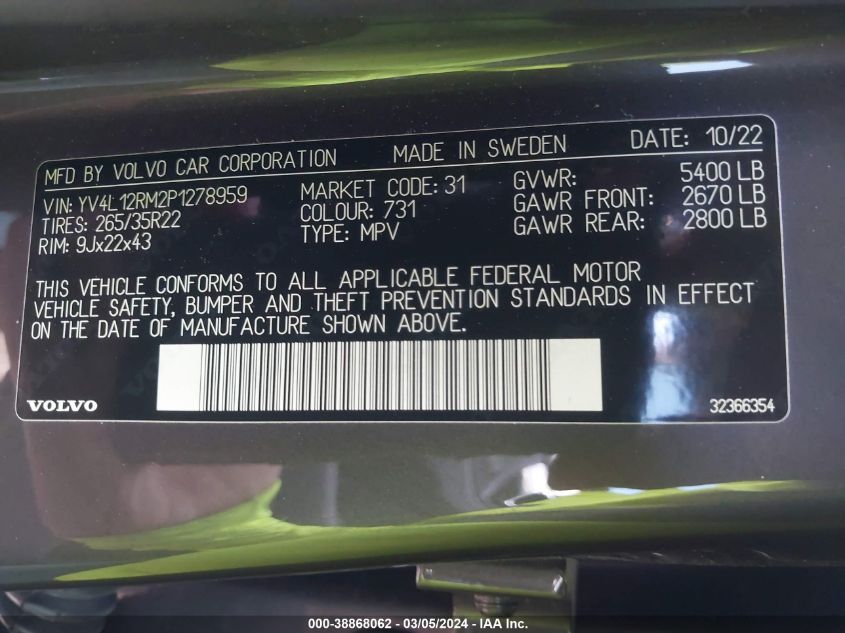 MFD BY VOLVO CAR CORPORATION MADE IN SWEDEN DATE: 10/22
VIN: YV4L12RM2P1278959 MARKET CODE: 31 GVWR: 5400 LB
TIRES: 265/35R22 COLOUR: 731 GAWR FRONT: 2670 LB
RIM: 9Jx22x43 TYPE: MPV GAWR REAR: 2800 LB
THIS VEHICLE CONFORMS TO ALL APPLICABLE FEDERAL MOTOR
VEHICLE SAFETY, BUMPER AND THEFT PREVENTION STANDARDS IN EFFECT
ON THE DATE OF MANUFACTURE SHOWN ABOVE.
VOLVO 32366354
000-38868062 - 03/05/2024 - IAA Inc.